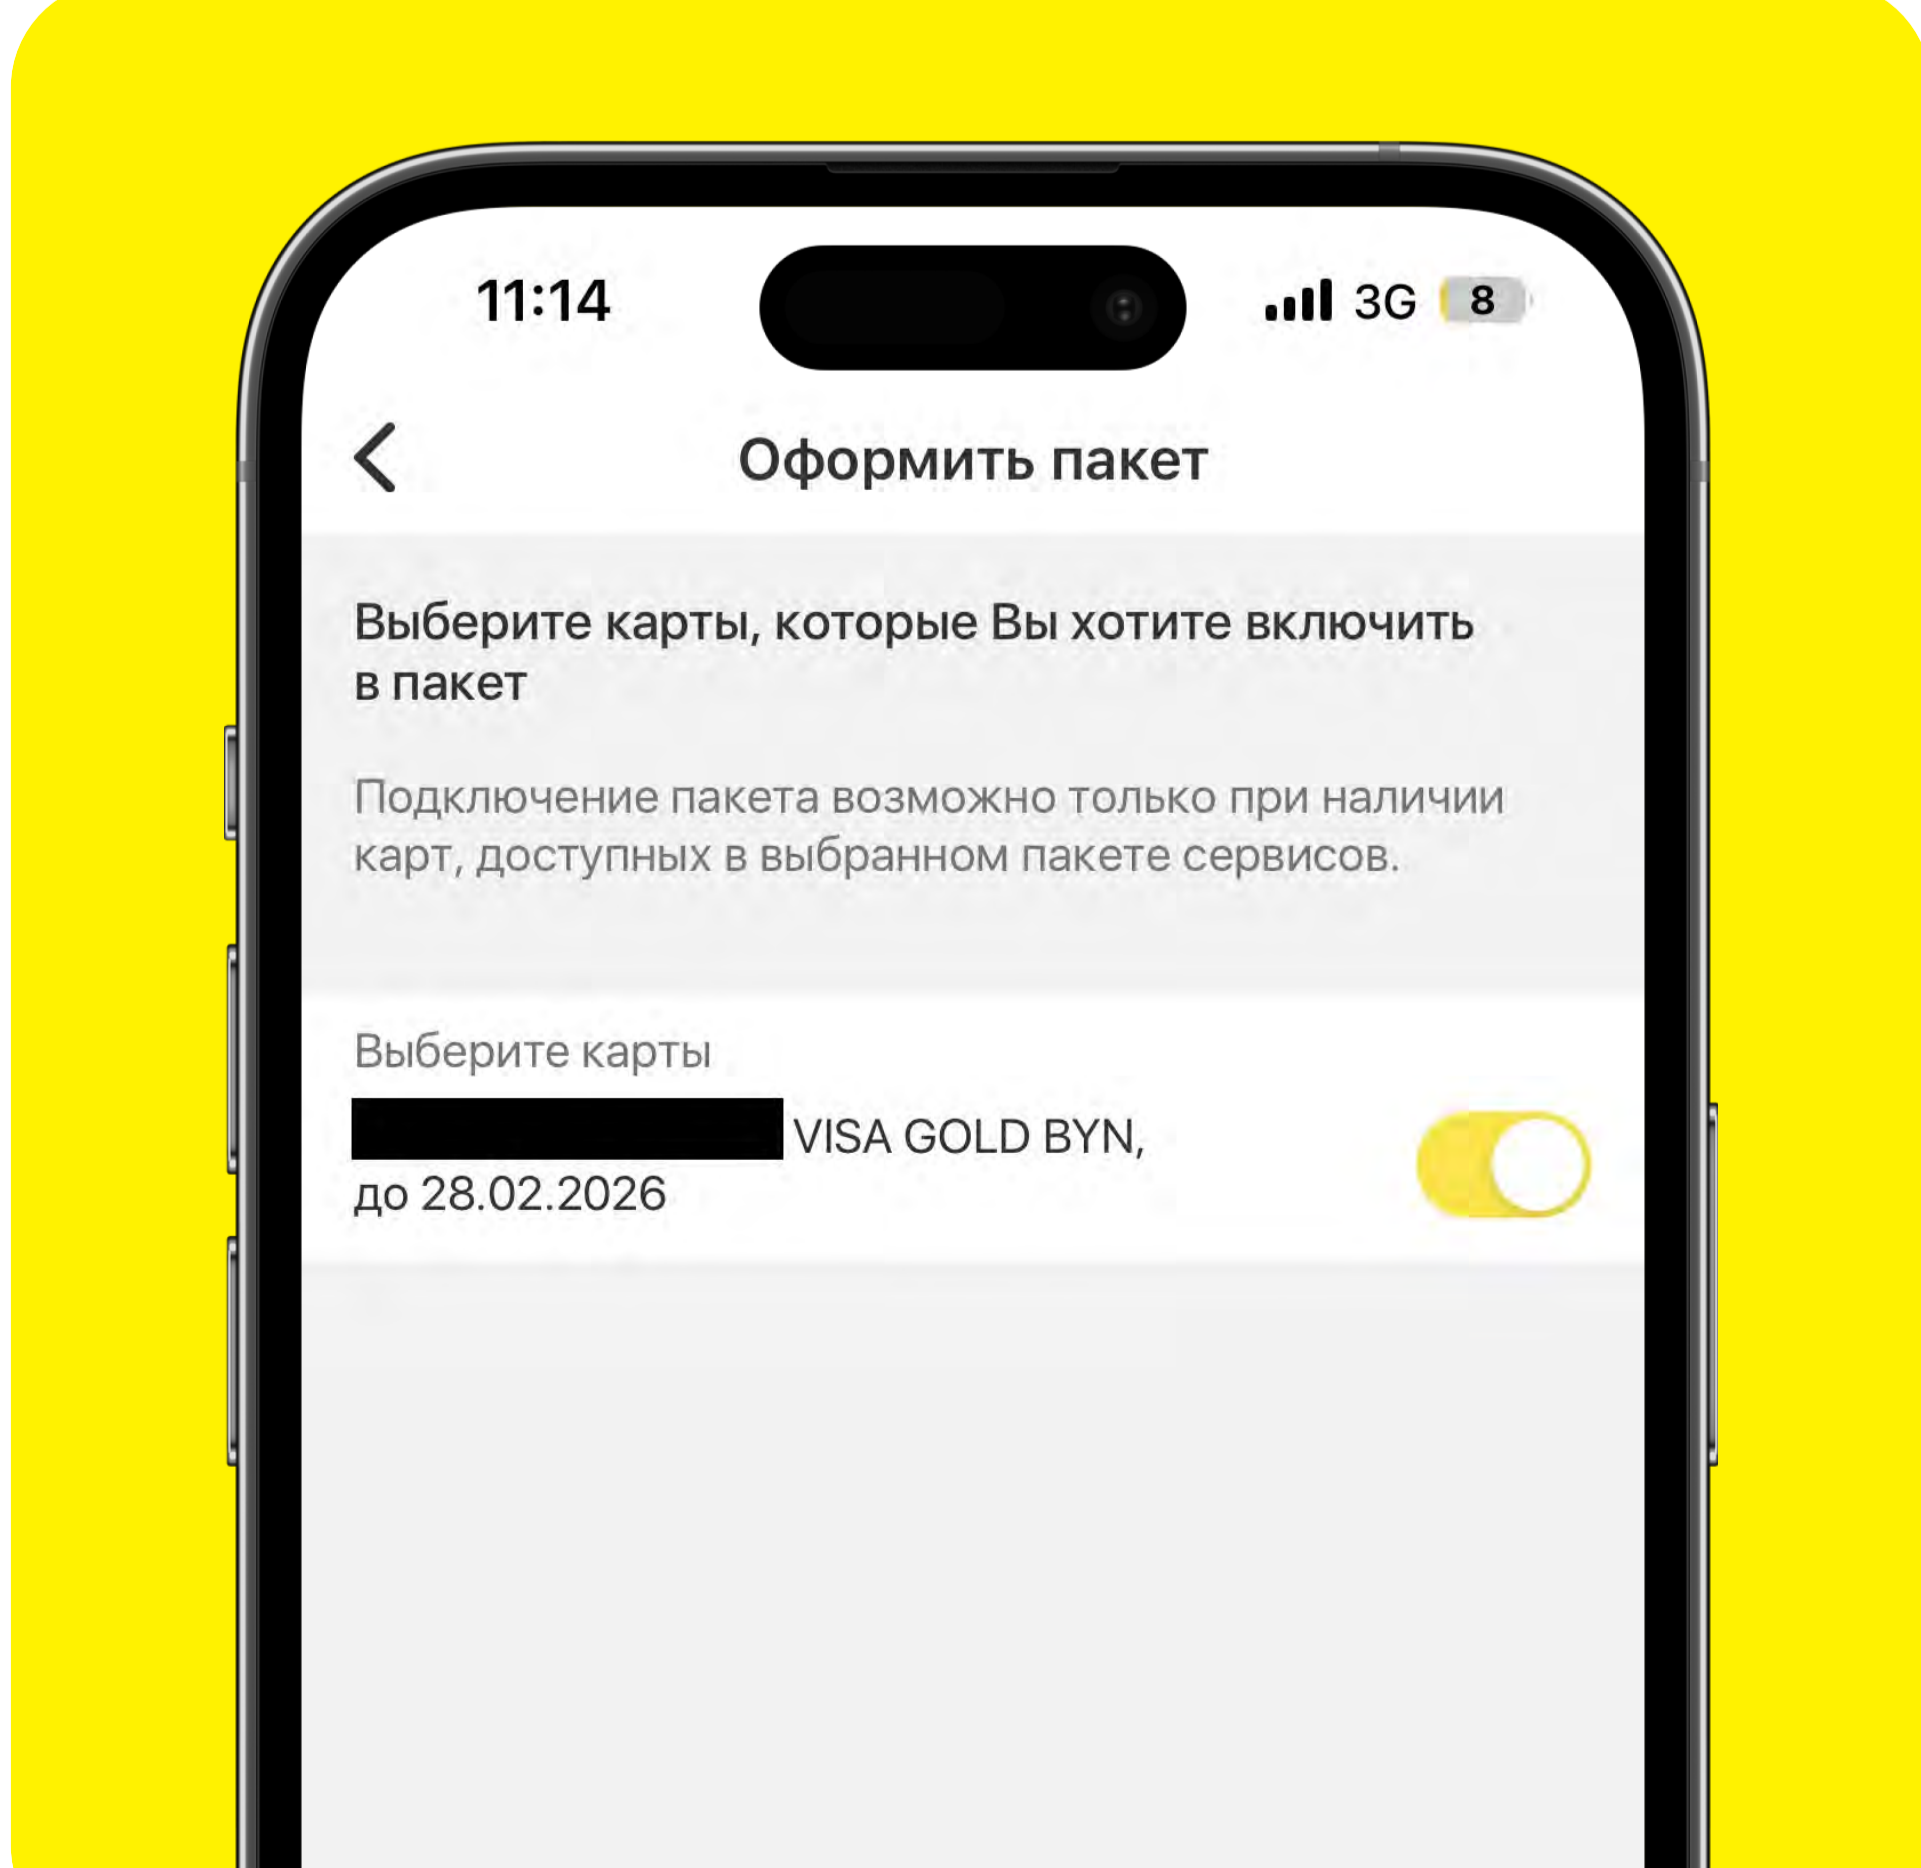 11:14
3G 8
Оформить пакет
Выберите карты, которые Вы хотите включить
в пакет
Подключение пакета возможно только при наличии
карт, доступных в выбранном пакете сервисов.
Выберите карты
VISA GOLD BYN,
до 28.02.2026